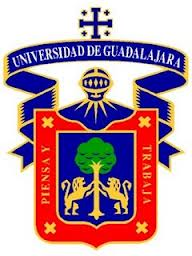 UNIVERSIDAD DE GUADALAJARA
PIENSA Y
TRABAJA